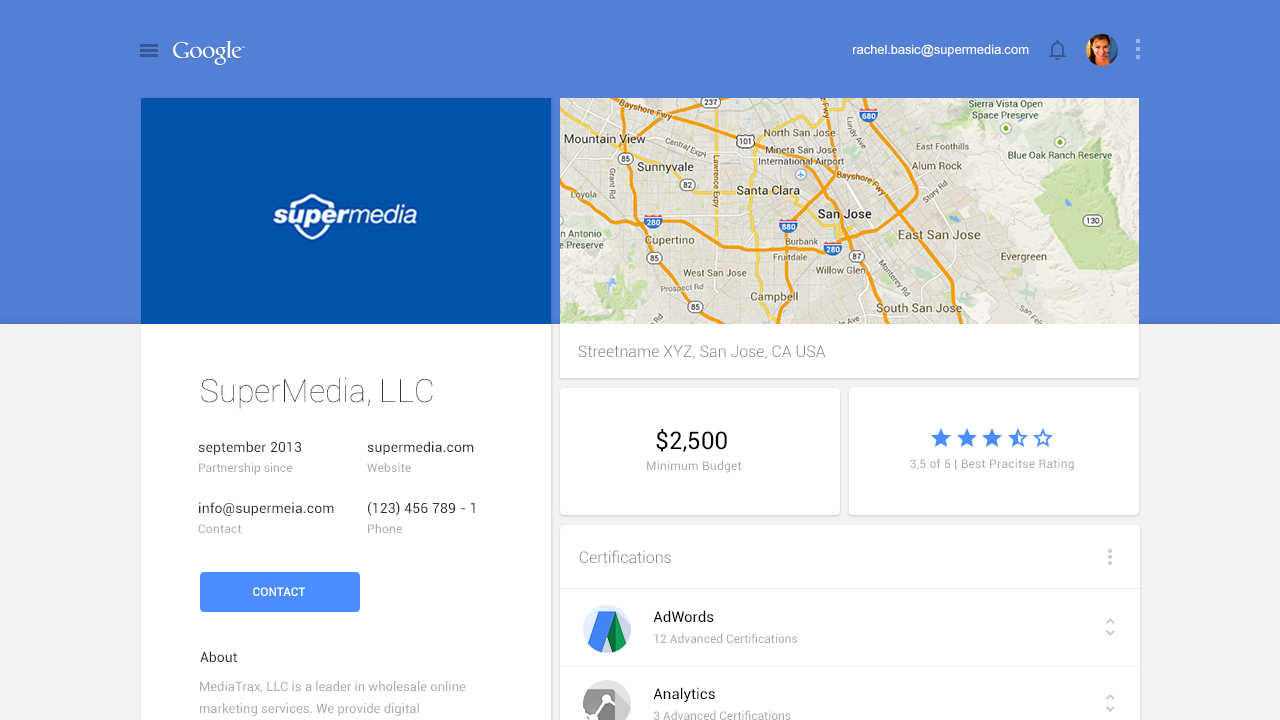 Google
rachel.basic@supermedia.com
supermedia
Bayshore Fwy
237
680
Sierra Vista Open
Space Preserve
Mountain View
Central Expy
101
North San Jose
Lundy Ave
East Foothills
Mineta San Jose
International Airport
Blue Oak Ranch Reserve
85
Sunnyvale
Lawrence Expy
Alum Rock
Grant Rd
82
Santa Clara
Bayshore Fwy
Story Rd
Loyola
San Jose
280
880
130
an Antonio
e Preserve
Cupertino
Burbank
280
East San Jose
Fruitdale
87
Evergreen
85
West San Jose
Willow Glen
Monterey Rd
Prospect Rd
Campbell
85
South San Jose
Streetname XYZ, San Jose, CA USA
SuperMedia, LLC
september 2013
Partnership since
supermedia.com
Website
info@supermeia.com
Contact
(123) 456 789 - 1
Phone
CONTACT
About
MediaTrax, LLC is a leader in wholesale online
marketing services. We provide digital
$2,500
Minimum Budget
3,5 of 5 | Best Pracitse Rating
Certifications
AdWords
12 Advanced Certifications
Analytics
3 Advanced Certifications